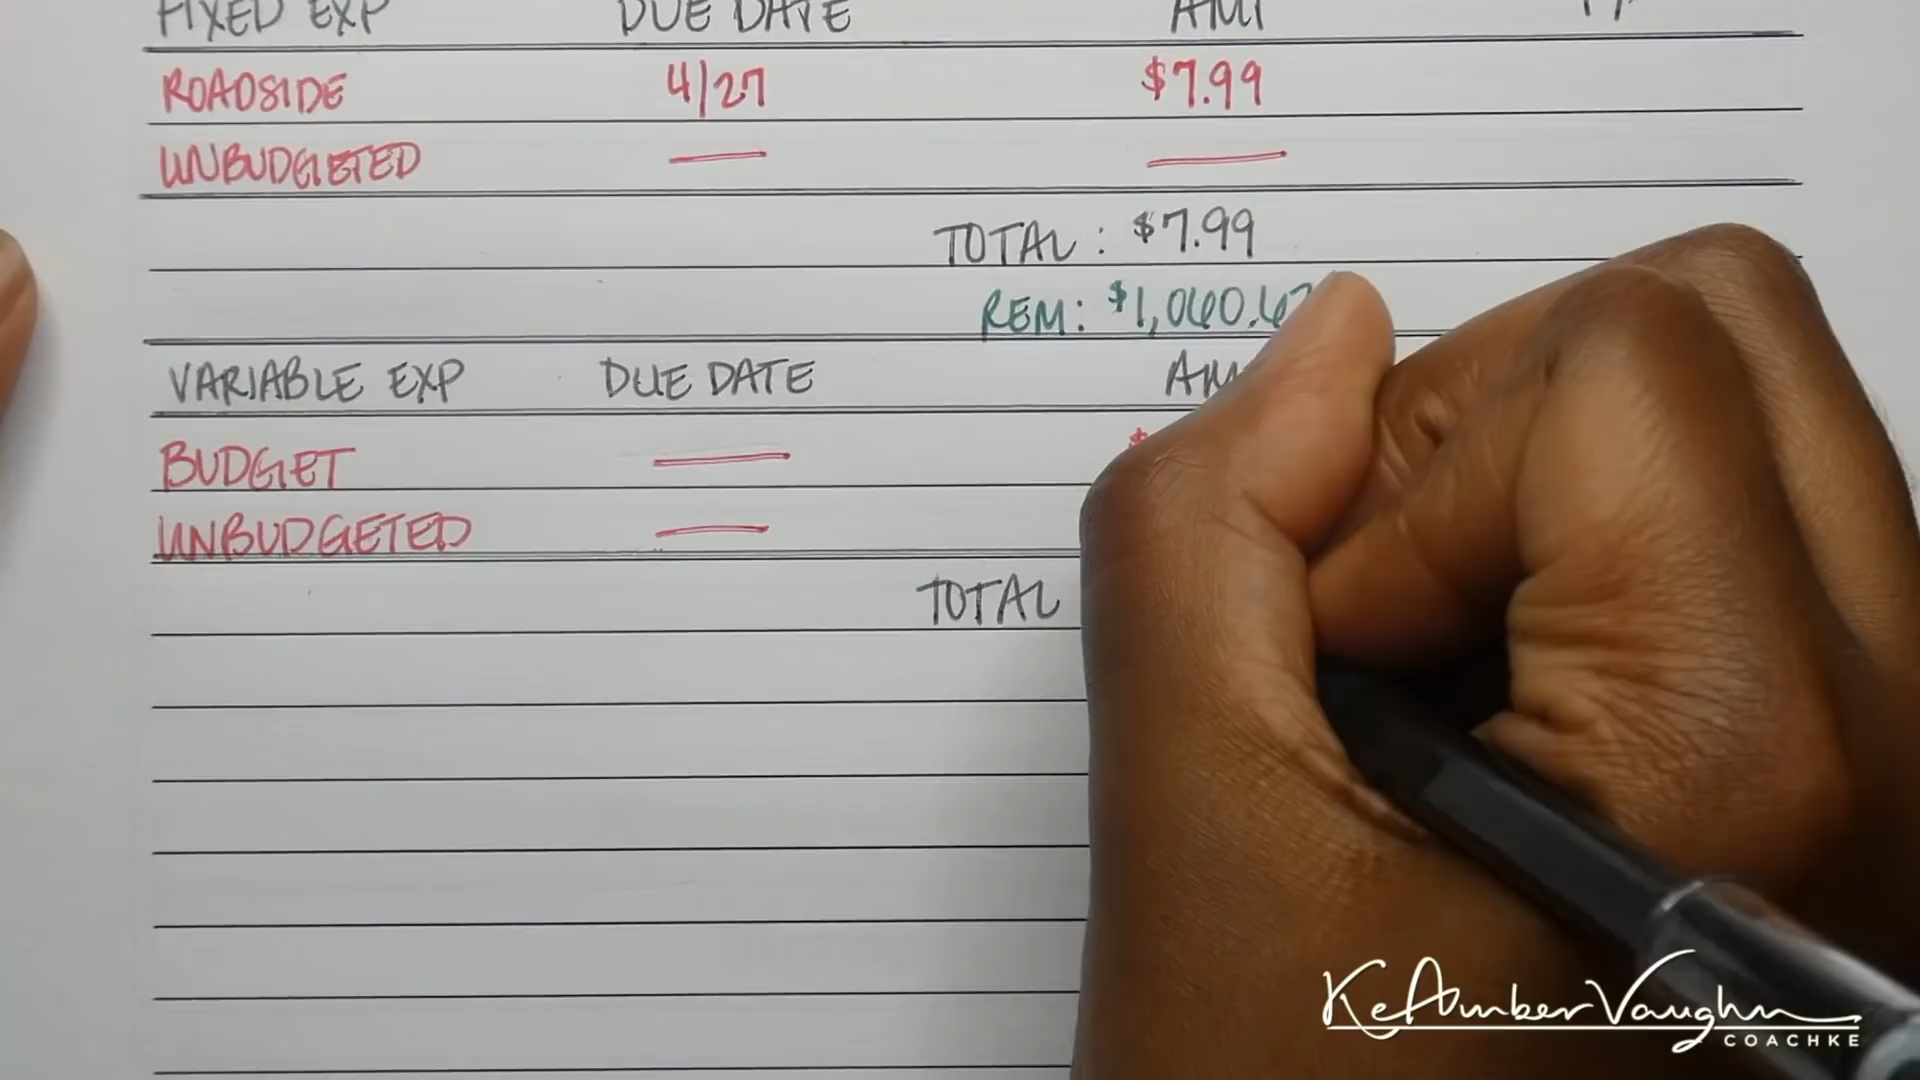 FIXED EXP DUE DATE AMT
ROADSIDE 4/27 $7.99
UNBUDGETED — —
TOTAL: $7.99
REM: $1,060.67
VARIABLE EXP DUE DATE
BUDGET — $
UNBUDGETED —
TOTAL
KeAmber Vaughn
COACHKE